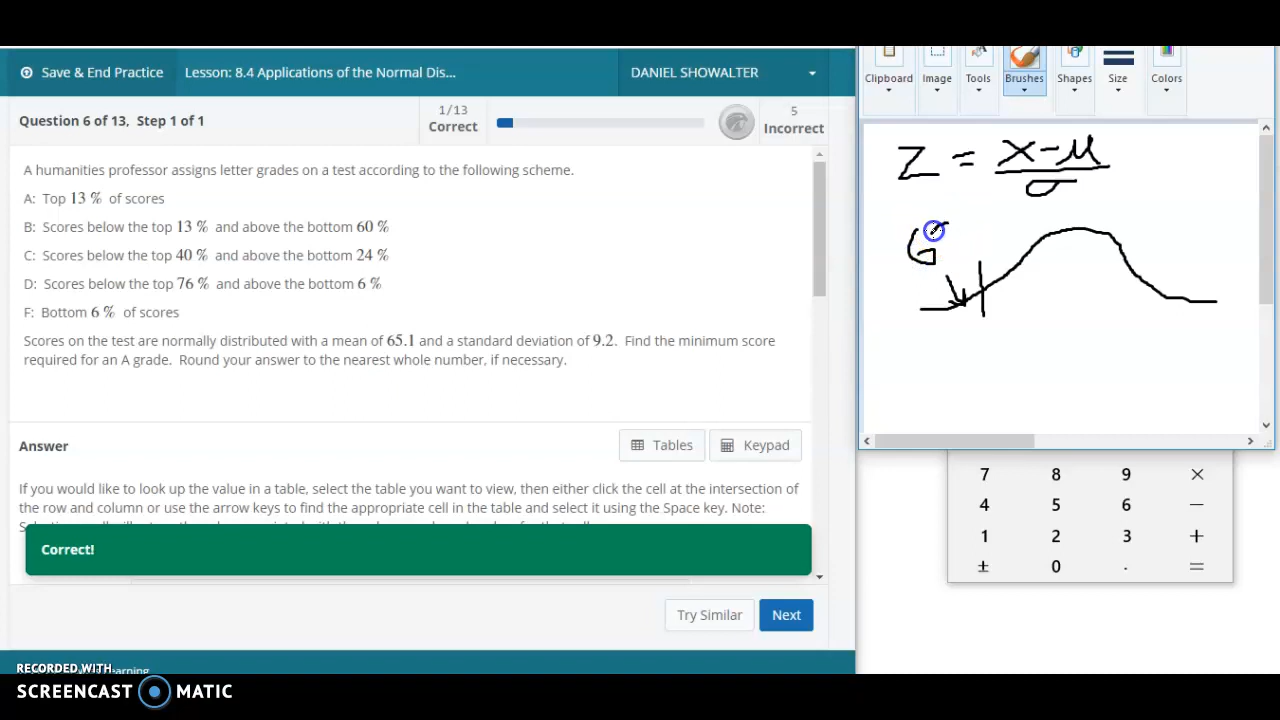 Save & End Practice
Lesson: 8.4 Applications of the Normal Dis...
DANIEL SHOWALTER
Question 6 of 13, Step 1 of 1
1/13
Correct
5
Incorrect
A humanities professor assigns letter grades on a test according to the following scheme.
A: Top 13 % of scores
B: Scores below the top 13 % and above the bottom 60 %
C: Scores below the top 40 % and above the bottom 24 %
D: Scores below the top 76 % and above the bottom 6 %
F: Bottom 6 % of scores
Scores on the test are normally distributed with a mean of 65.1 and a standard deviation of 9.2. Find the minimum score
required for an A grade. Round your answer to the nearest whole number, if necessary.
Answer
Tables
Keypad
If you would like to look up the value in a table, select the table you want to view, then either click the cell at the intersection of
the row and column or use the arrow keys to find the appropriate cell in the table and select it using the Space key. Note:
Correct!
Try Similar
Next
RECORDED WITH
SCREENCAST MATIC
Clipboard
Image
Tools
Brushes
Shapes
Size
Colors
Z = x-μ / σ
6
7 8 9 ×
4 5 6 −
1 2 3 +
± 0 . =